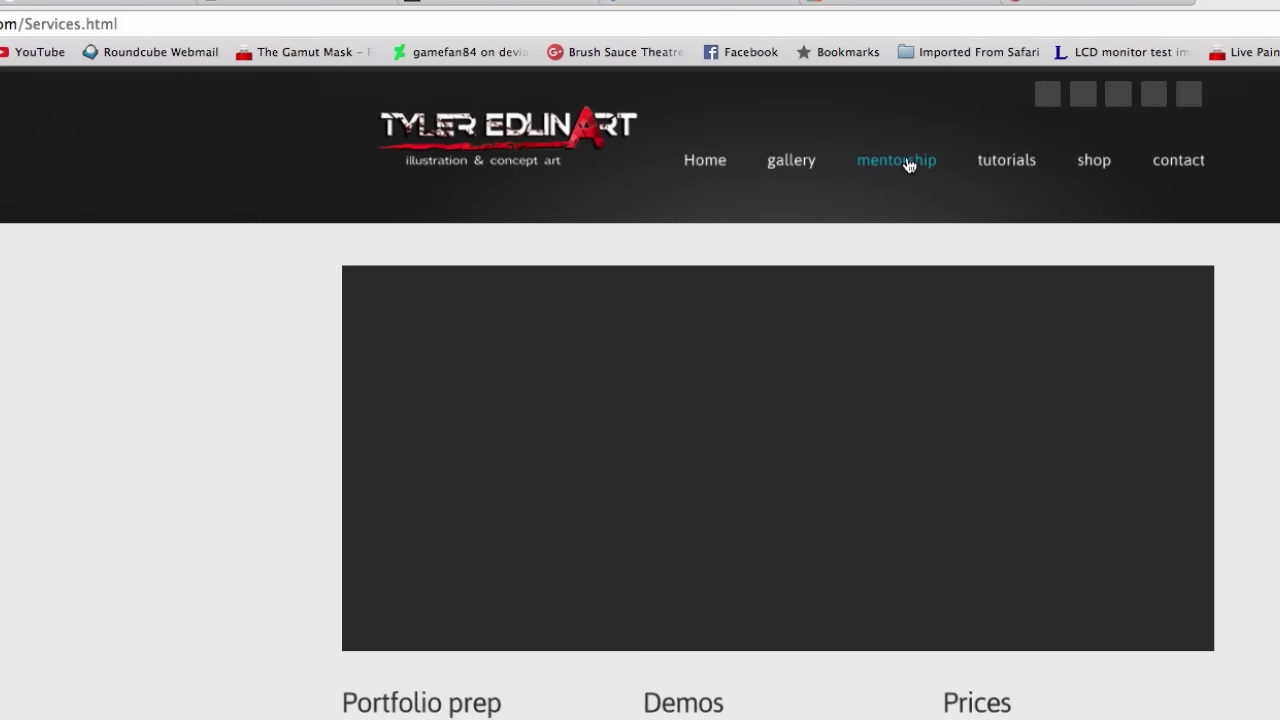 om/Services.html
YouTube Roundcube Webmail The Gamut Mask – F gamefan84 on devia Brush Sauce Theatre Facebook Bookmarks Imported From Safari LCD monitor test im Live Pain
TYLER EDLIN ART
illustration & concept art
Home gallery mentorship tutorials shop contact
Portfolio prep Demos Prices